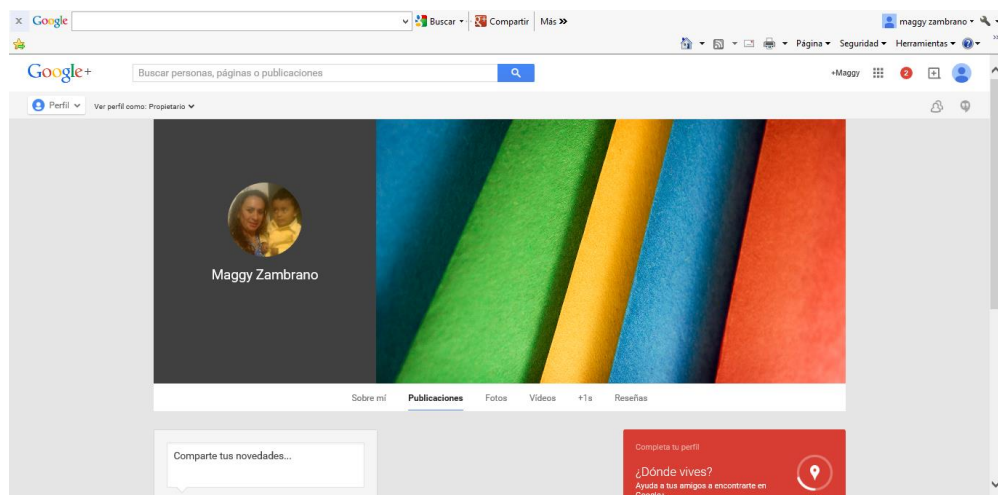 x Google Buscar Compartir Más » maggy zambrano
Página Seguridad Herramientas »
Google+ Buscar personas, páginas o publicaciones +Maggy 2
Perfil Ver perfil como: Propietario
Maggy Zambrano
Sobre mí Publicaciones Fotos Vídeos +1s Reseñas
Comparte tus novedades...
Completa tu perfil
¿Dónde vives?
Ayuda a tus amigos a encontrarte en